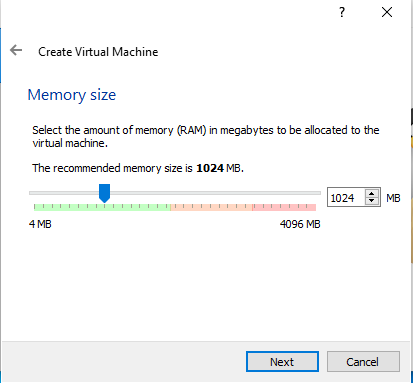 ?
Create Virtual Machine
Memory size
Select the amount of memory (RAM) in megabytes to be allocated to the
virtual machine.
The recommended memory size is 1024 MB.
1024 MB
4 MB 4096 MB
Next Cancel